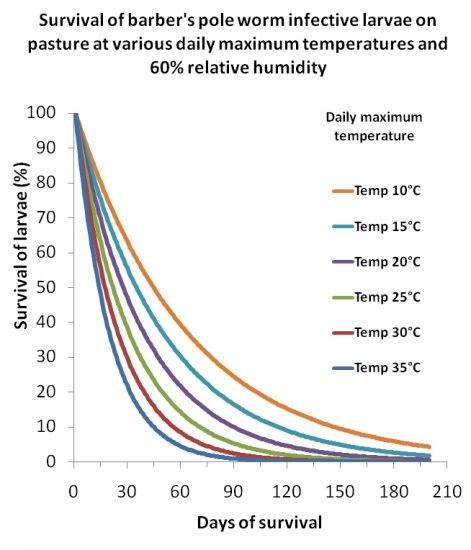 Survival of barber's pole worm infective larvae on
pasture at various daily maximum temperatures and
60% relative humidity
Daily maximum
temperature
Temp 10°C
Temp 15°C
Temp 20°C
Temp 25°C
Temp 30°C
Temp 35°C
Survival of larvae (%)
100
90
80
70
60
50
40
30
20
10
0
0 30 60 90 120 150 180 210
Days of survival